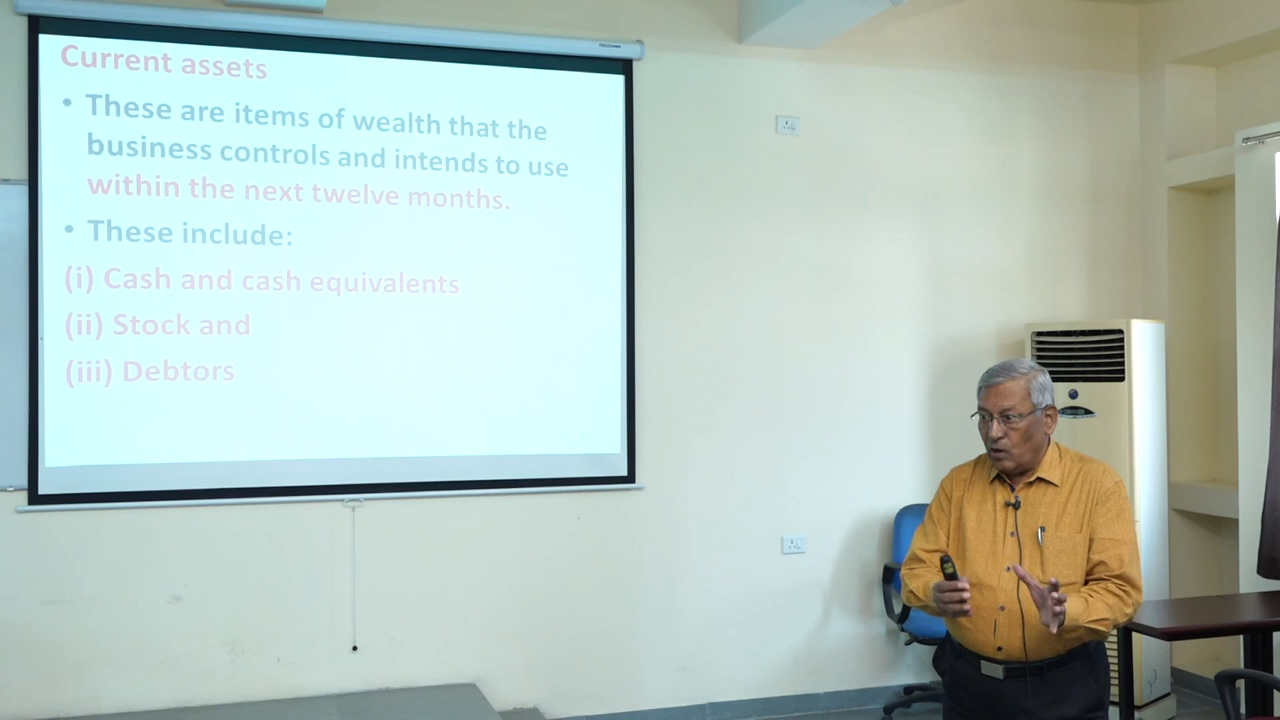 Current assets
• These are items of wealth that the
business controls and intends to use
within the next twelve months.
• These include:
(i) Cash and cash equivalents
(ii) Stock and
(iii) Debtors